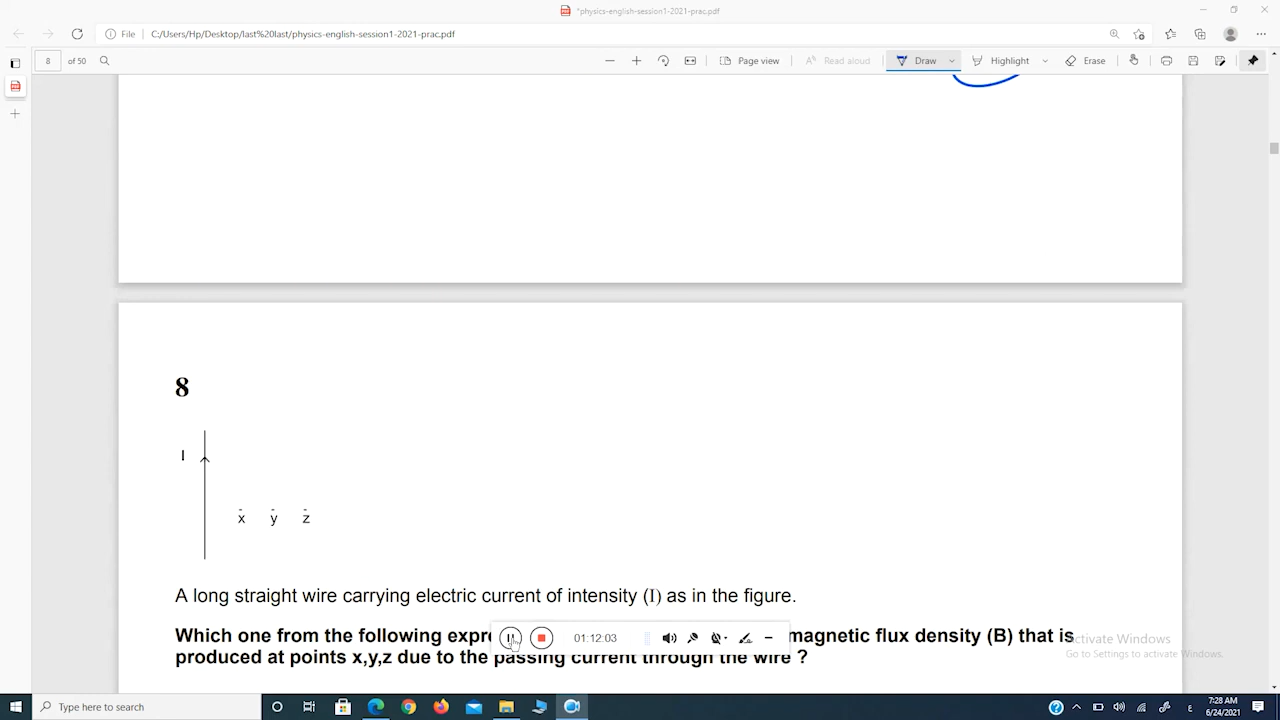 *physics-english-session1-2021-prac.pdf
File C:/Users/Hp/Desktop/last%20last/physics-english-session1-2021-prac.pdf
8 of 50 Page view Read aloud Draw Highlight Erase
8
I
x y z
A long straight wire carrying electric current of intensity (I) as in the figure.
Which one from the following expre magnetic flux density (B) that is
01:12:03
produced at points x,y,z due to the passing current through the wire ?
Activate Windows
Go to Settings to activate Windows.
Type here to search
7:28 AM
6/24/2021